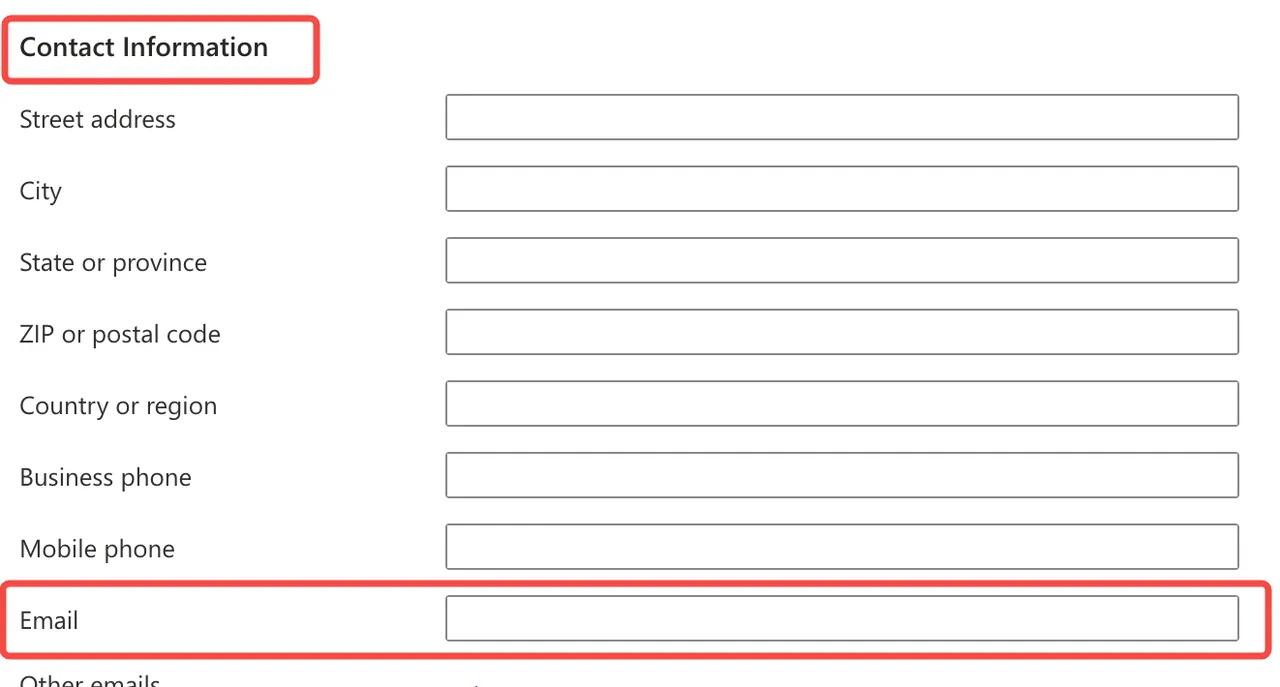 Contact Information
Street address
City
State or province
ZIP or postal code
Country or region
Business phone
Mobile phone
Email
Other emails